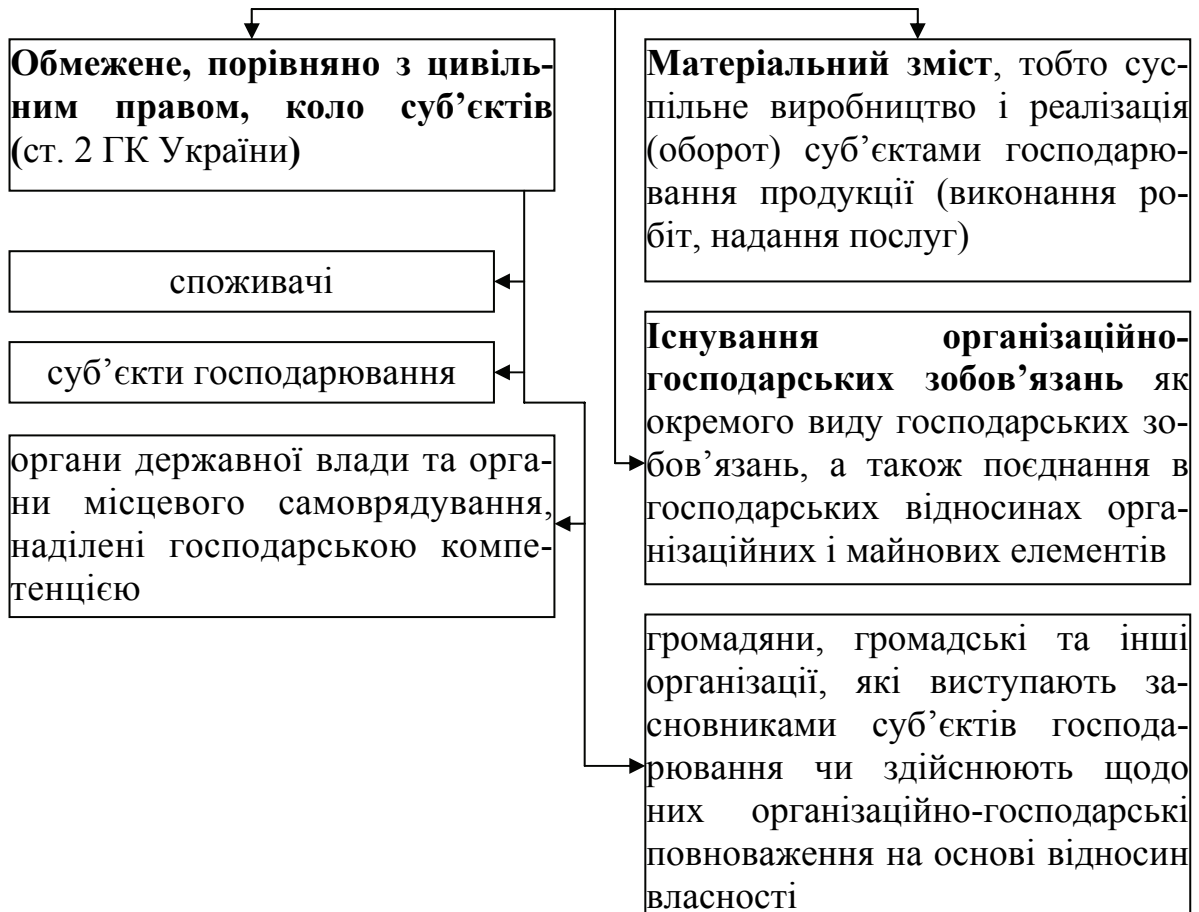 Обмежене, порівняно з цивіль-
ним правом, коло суб’єктів
(ст. 2 ГК України)
споживачі
суб’єкти господарювання
органи державної влади та орга-
ни місцевого самоврядування,
наділені господарською компе-
тенцією
Матеріальний зміст, тобто сус-
пільне виробництво і реалізація
(оборот) суб’єктами господарю-
вання продукції (виконання ро-
біт, надання послуг)
Існування організаційно-
господарських зобов’язань як
окремого виду господарських зо-
бов’язань, а також поєднання в
господарських відносинах орга-
нізаційних і майнових елементів
громадяни, громадські та інші
організації, які виступають за-
сновниками суб’єктів господа-
рювання чи здійснюють щодо
них організаційно-господарські
повноваження на основі відносин
власності